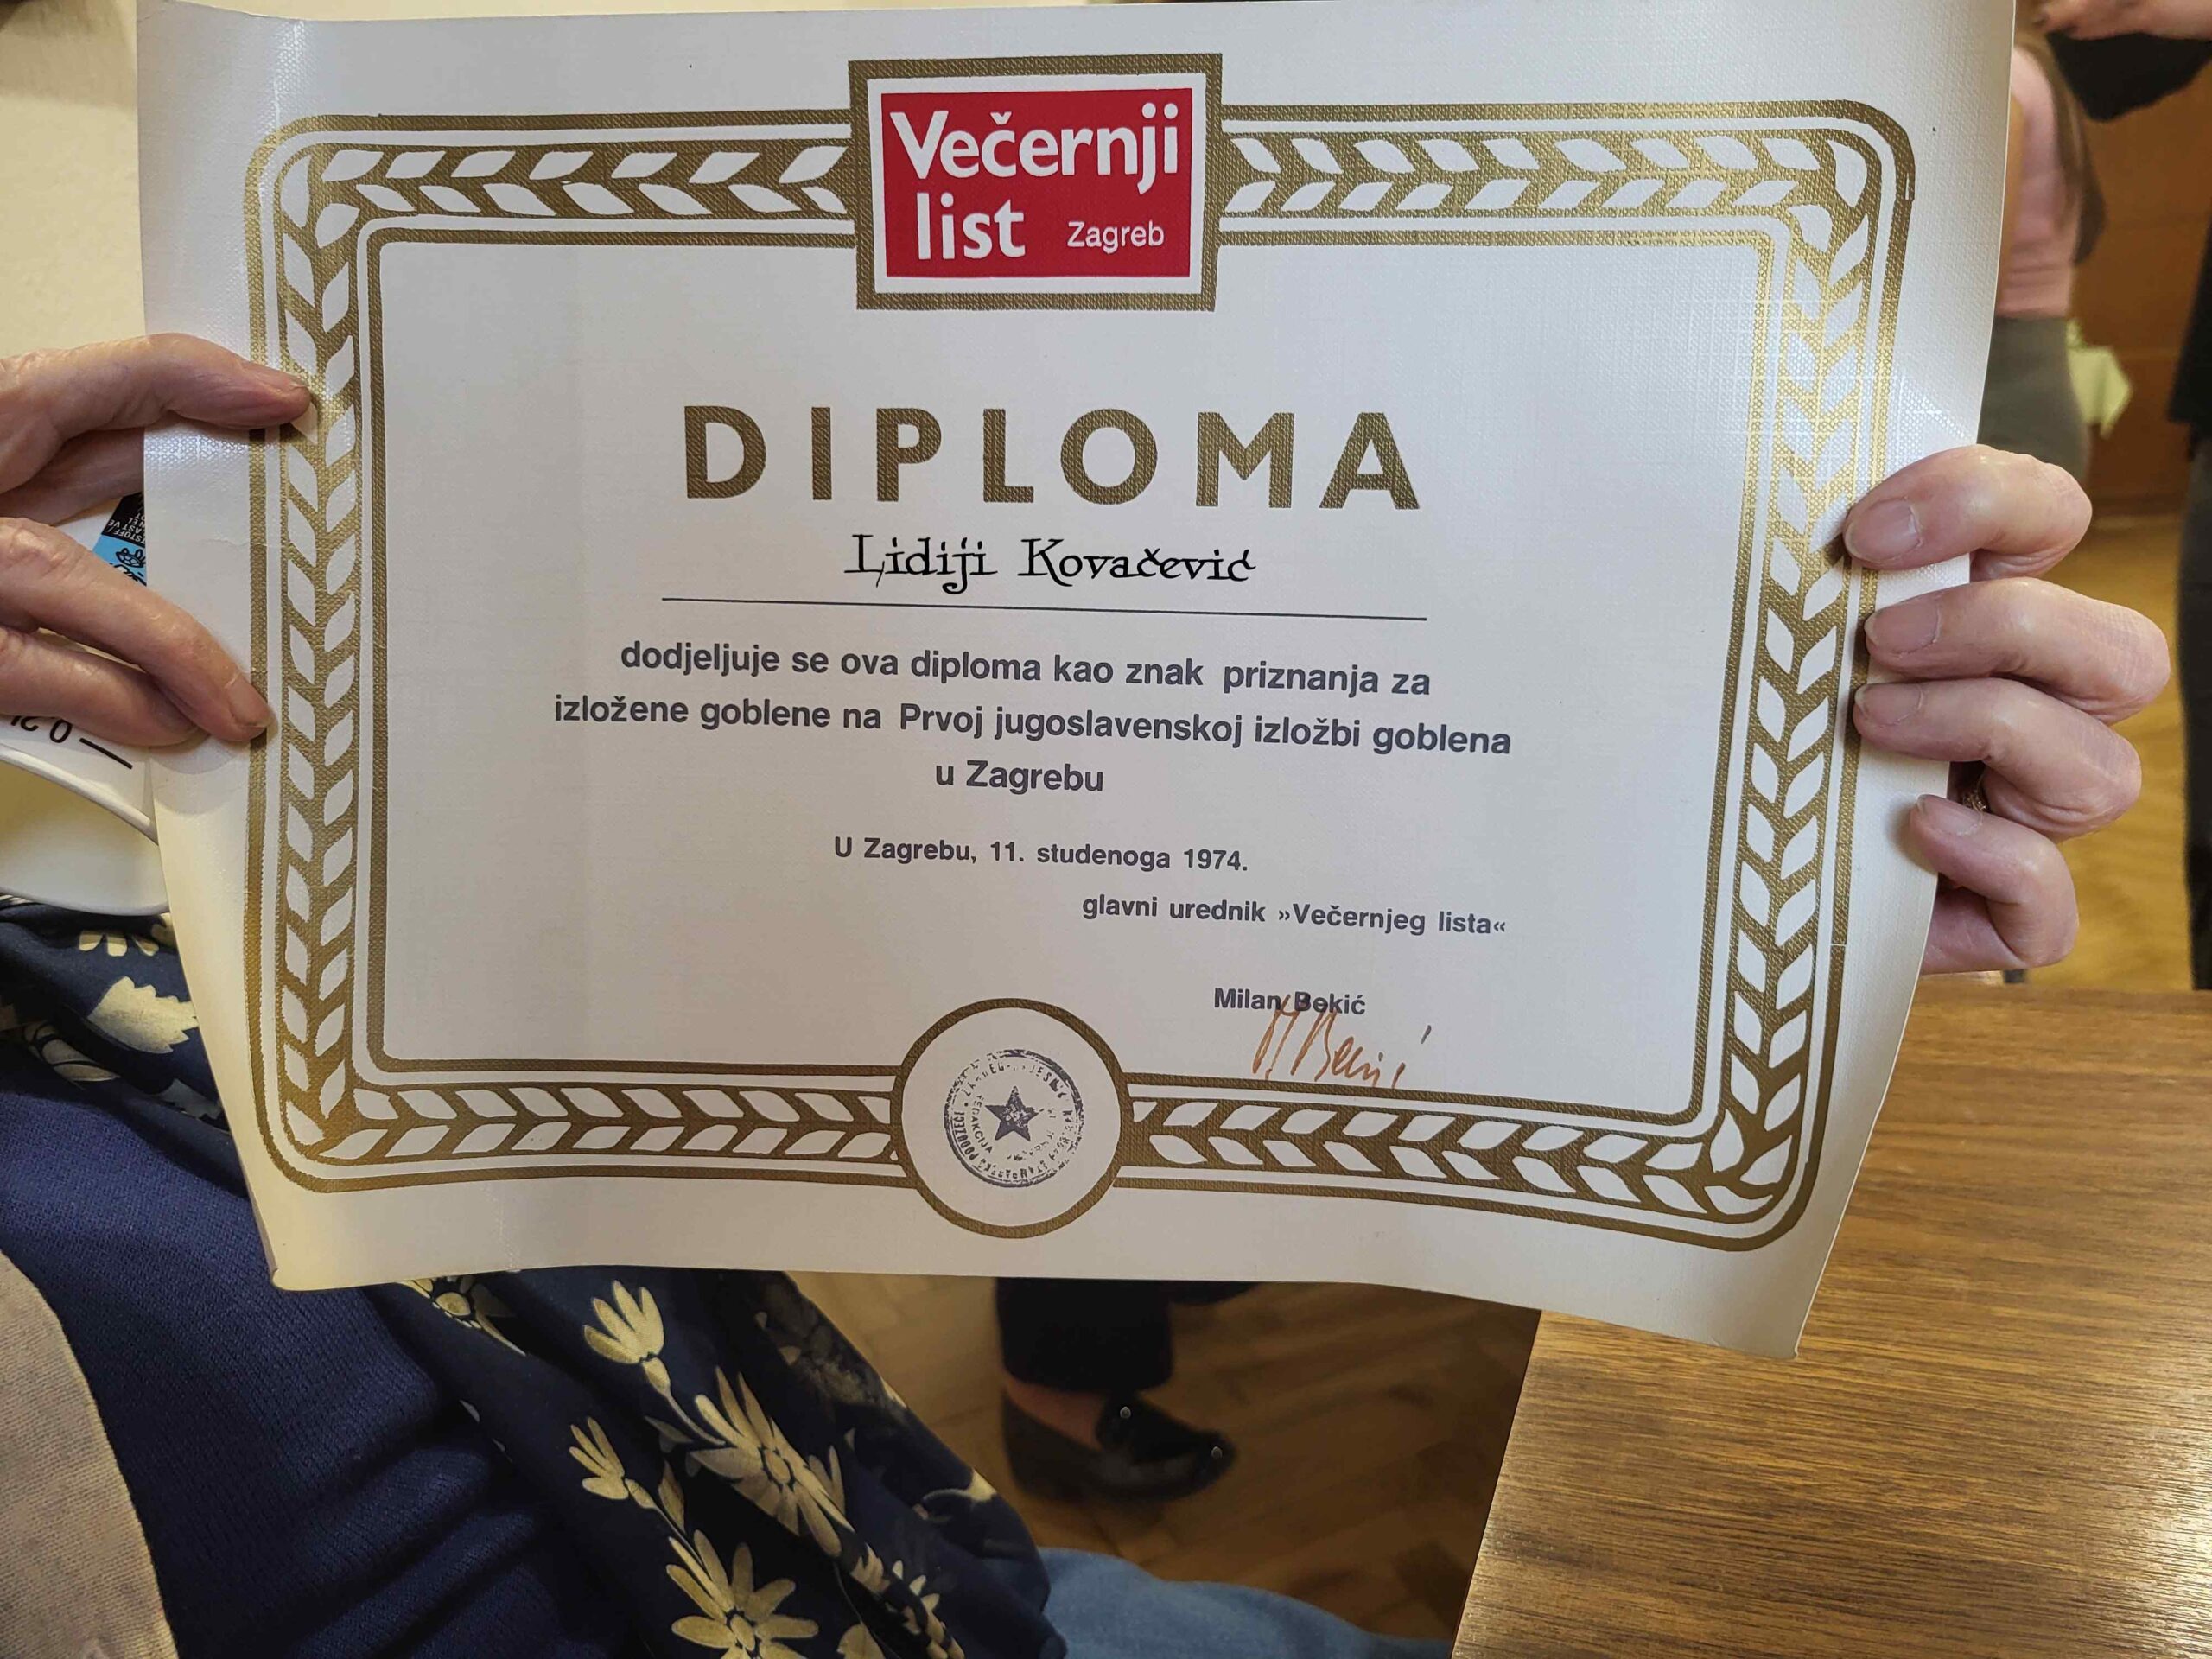 Večernji
list Zagreb
DIPLOMA
Lidiji Kovačević
dodjeljuje se ova diploma kao znak priznanja za
izložene goblene na Prvoj jugoslavenskoj izložbi goblena
u Zagrebu
U Zagrebu, 11. studenoga 1974.
glavni urednik »Večernjeg lista«
Milan Bekić